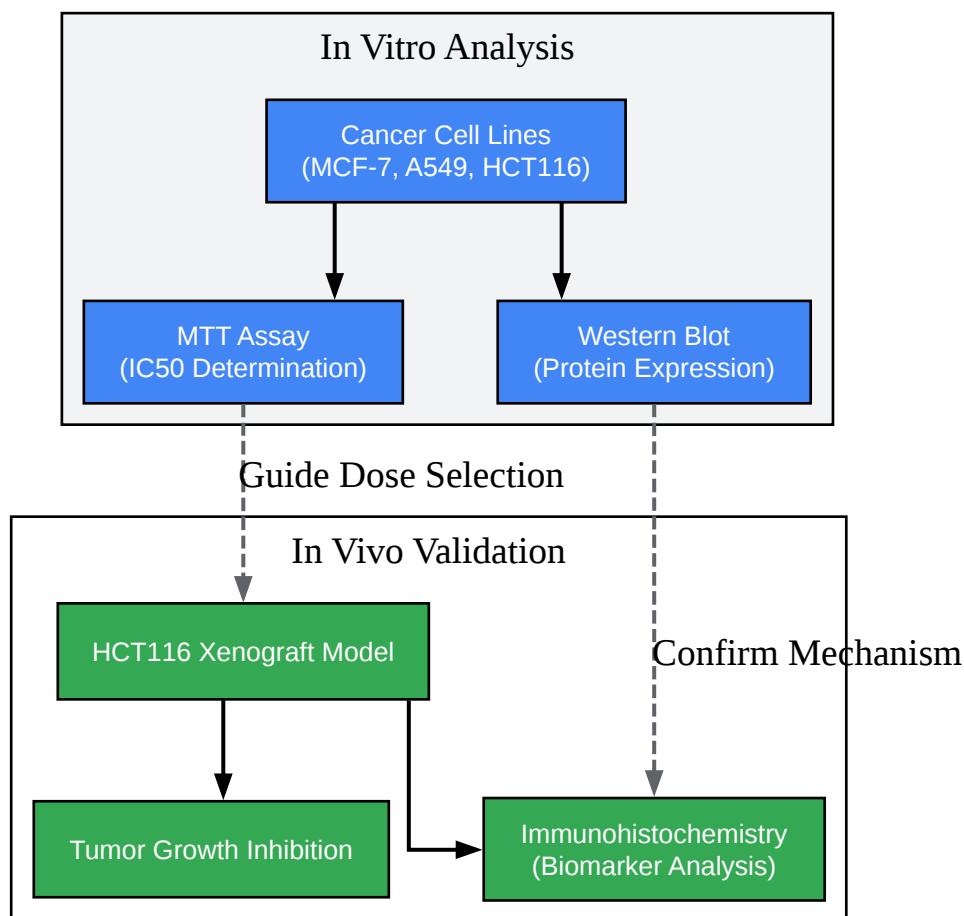 In Vitro Analysis
Cancer Cell Lines
(MCF-7, A549, HCT116)
MTT Assay
(IC50 Determination)
Western Blot
(Protein Expression)
Guide Dose Selection
In Vivo Validation
HCT116 Xenograft Model
Confirm Mechanism
Tumor Growth Inhibition
Immunohistochemistry
(Biomarker Analysis)